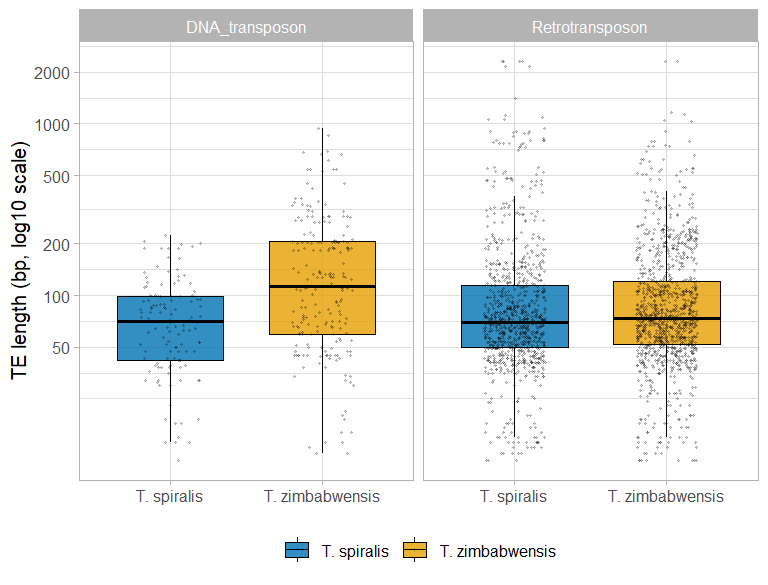 DNA_transposon
Retrotransposon
TE length (bp, log10 scale)
2000
1000
500
200
100
50
T. spiralis
T. zimbabwensis
T. spiralis
T. zimbabwensis
T. spiralis
T. zimbabwensis